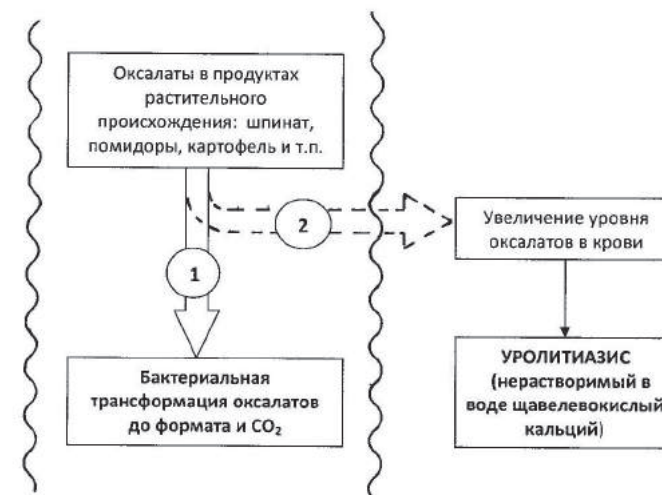 Оксалаты в продуктах
растительного
происхождения: шпинат,
помидоры, картофель и т.п.
2
Увеличение уровня
оксалатов в крови
1
Бактериальная
трансформация оксалатов
до формата и CO₂
УРОЛИТИАЗИС
(нерастворимый в
воде щавелевокислый
кальций)